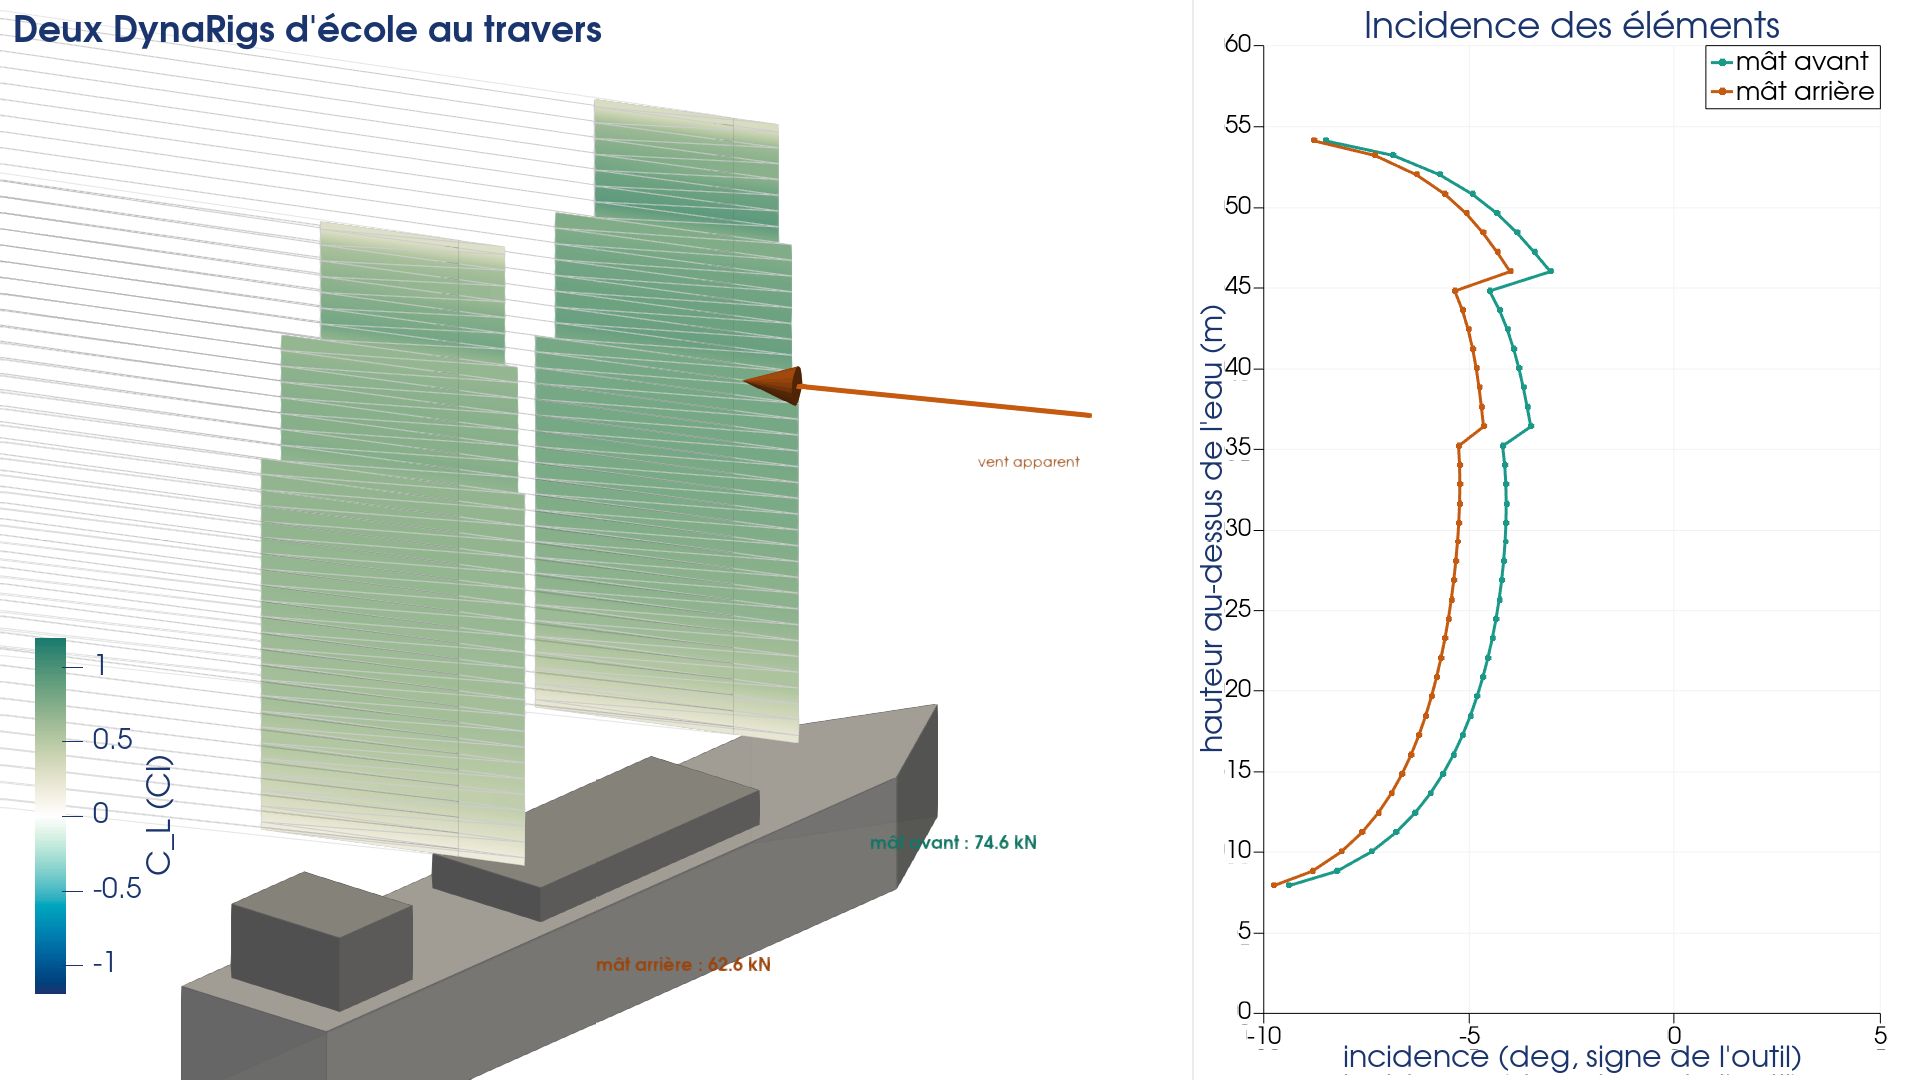 Deux DynaRigs d'école au travers
vent apparent
1
0.5
0
-0.5
-1
C_L (Cl)
mât avant : 74.6 kN
mât arrière : 62.6 kN
Incidence des éléments
mât avant
mât arrière
60
55
50
45
40
35
30
25
20
15
10
5
0
hauteur au-dessus de l'eau (m)
-10
-5
0
5
incidence (deg, signe de l'outil)